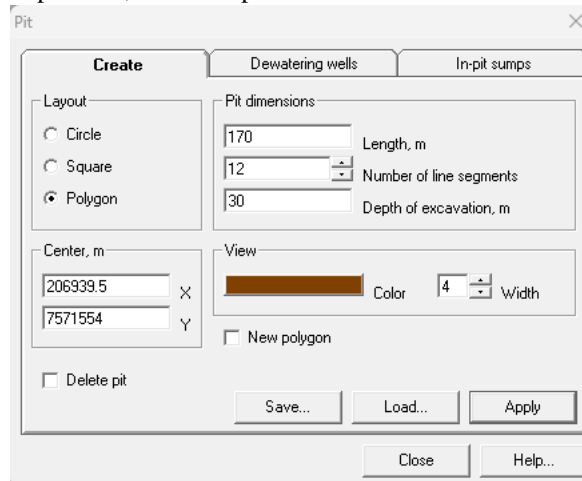 Pit
Create
Dewatering wells
In-pit sumps
Layout
Circle
Square
Polygon
Pit dimensions
170 Length, m
12 Number of line segments
30 Depth of excavation, m
Center, m
206939.5 X
7571554 Y
View
Color 4 Width
New polygon
Delete pit
Save... Load... Apply
Close Help...